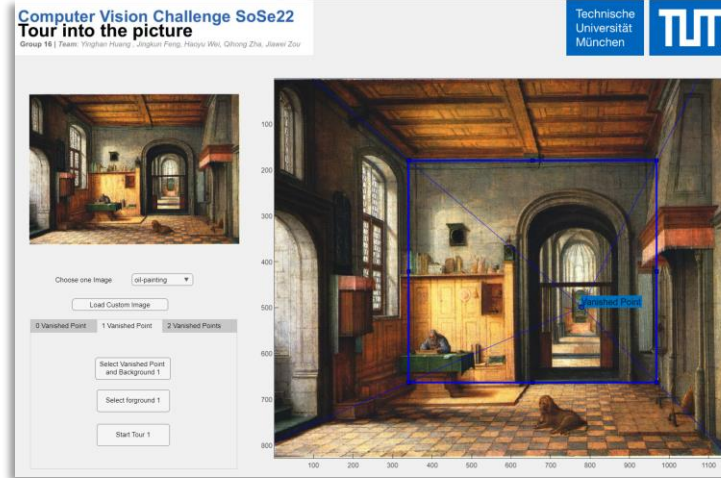 Computer Vision Challenge SoSe22
Tour into the picture
Group 16 | Team: Yinghan Huang , Jingkun Feng, Haoyu Wei, Qihong Zha, Jiawei Zou
Technische
Universität
München
TUM
Choose one Image
oil-painting
Load Custom Image
0 Vanished Point
1 Vanished Point
2 Vanished Points
Select Vanished Point
and Background 1
Select forground 1
Start Tour 1
100
200
300
400
500
600
700
800
Vanished Point
100
200
300
400
500
600
700
800
900
1000
1100